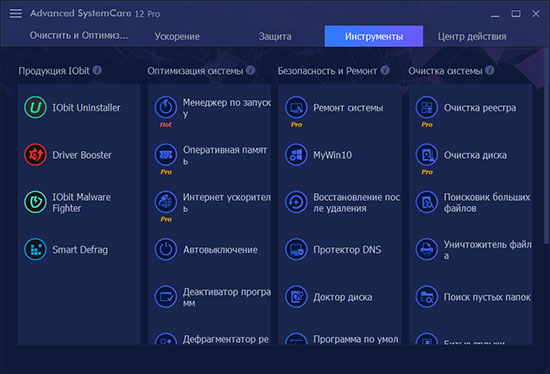 Advanced SystemCare 12 Pro
Очистить и Оптимиз...
Ускорение
Защита
Инструменты
Центр действия
Продукция IObit
IObit Uninstaller
Driver Booster
IObit Malware
Fighter
Smart Defrag
Оптимизация системы
Менеджер по запуск
у
Hot
Оперативная памят
ь
Pro
Интернет ускорител
ь
Pro
Автовыключение
Деактиватор програ
мм
Дефрагментатор ре
Безопасность и Ремонт
Ремонт системы
Pro
MyWin10
Восстановление пос
ле удаления
Протектор DNS
Доктор диска
Программа по умол
Очистка системы
Очистка реестра
Pro
Очистка диска
Pro
Поисковик больших
файлов
Уничтожитель файл
а
Поиск пустых папок
Битые ярлыки